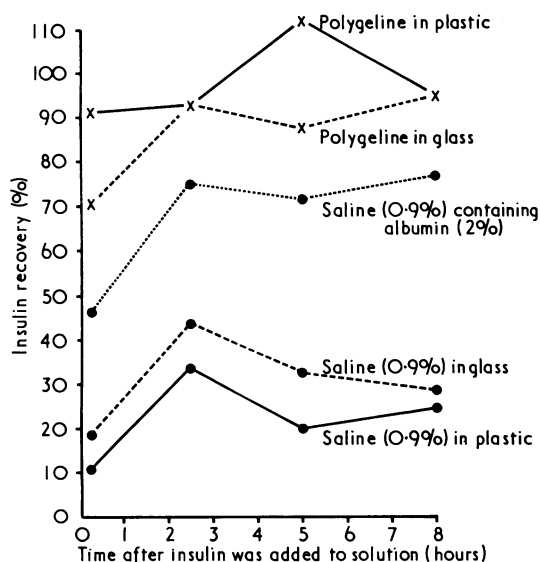 110
100
90
80
70
60
50
40
30
20
10
0
Insulin recovery (%)
Polygeline in plastic
Polygeline in glass
Saline (0·9%) containing
albumin (2%)
Saline (0·9%) in glass
Saline (0·9%) in plastic
0 1 2 3 4 5 6 7 8
Time after insulin was added to solution (hours)